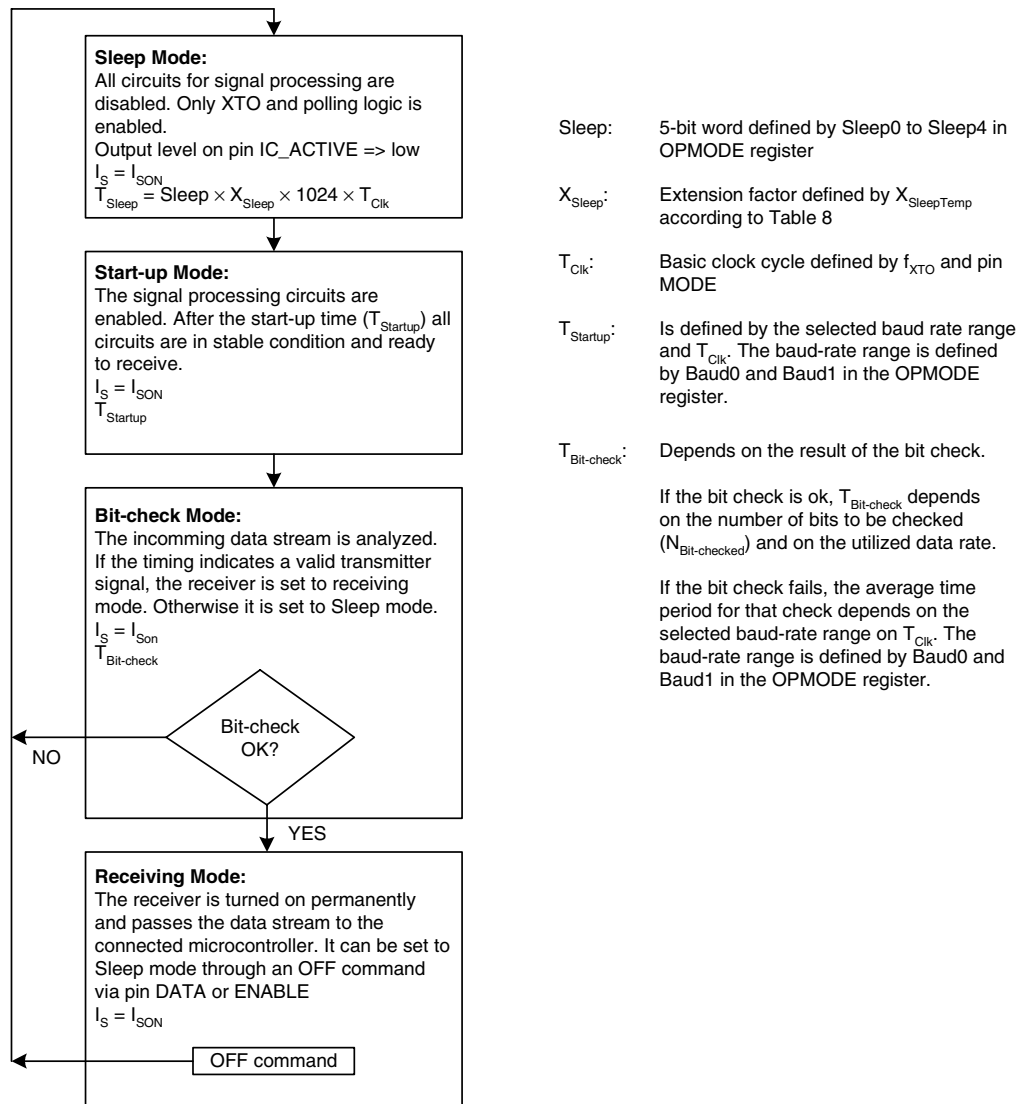 Sleep Mode:
All circuits for signal processing are
disabled. Only XTO and polling logic is
enabled.
Output level on pin IC_ACTIVE => low
I_S = I_SON
T_Sleep = Sleep × X_Sleep × 1024 × T_Clk
Start-up Mode:
The signal processing circuits are
enabled. After the start-up time (T_Startup) all
circuits are in stable condition and ready
to receive.
I_S = I_SON
T_Startup
Bit-check Mode:
The incomming data stream is analyzed.
If the timing indicates a valid transmitter
signal, the receiver is set to receiving
mode. Otherwise it is set to Sleep mode.
I_S = I_Son
T_Bit-check
Bit-check
OK?
NO
YES
Receiving Mode:
The receiver is turned on permanently
and passes the data stream to the
connected microcontroller. It can be set to
Sleep mode through an OFF command
via pin DATA or ENABLE
I_S = I_SON
OFF command
Sleep: 5-bit word defined by Sleep0 to Sleep4 in
OPMODE register
X_Sleep: Extension factor defined by X_SleepTemp
according to Table 8
T_Clk: Basic clock cycle defined by f_XTO and pin
MODE
T_Startup: Is defined by the selected baud rate range
and T_Clk. The baud-rate range is defined
by Baud0 and Baud1 in the OPMODE
register.
T_Bit-check: Depends on the result of the bit check.
If the bit check is ok, T_Bit-check depends
on the number of bits to be checked
(N_Bit-checked) and on the utilized data rate.
If the bit check fails, the average time
period for that check depends on the
selected baud-rate range on T_Clk. The
baud-rate range is defined by Baud0 and
Baud1 in the OPMODE register.